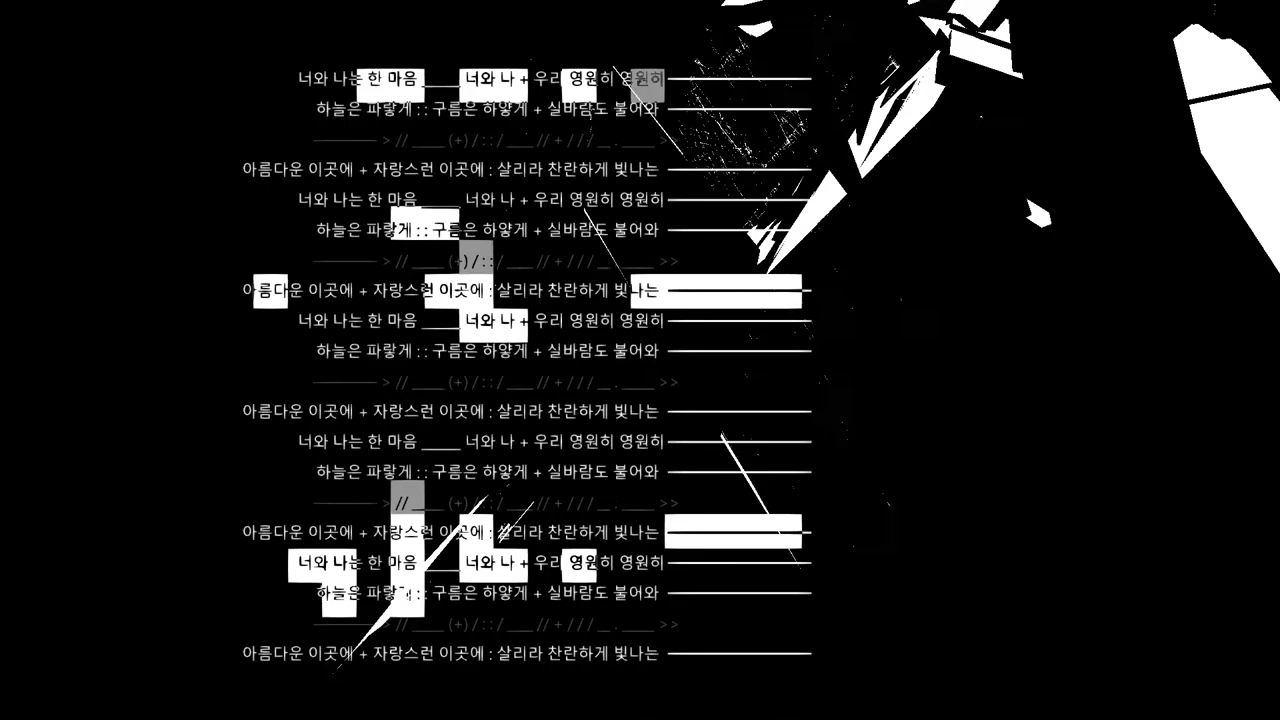 너와 나는 한 마음 ____ 너와 나 + 우리 영원히 영원히
하늘은 파랗게 : : 구름은 하얗게 + 실바람도 불어와
> // ____ (+) / : : / ___ // + / / / __ . ____ > >
아름다운 이곳에 + 자랑스런 이곳에 : 살리라 찬란하게 빛나는
너와 나는 한 마음 ____ 너와 나 + 우리 영원히 영원히
하늘은 파랗게 : : 구름은 하얗게 + 실바람도 불어와
> // ____ (+) / : : / ___ // + / / / __ . ____ > >
아름다운 이곳에 + 자랑스런 이곳에 : 살리라 찬란하게 빛나는
너와 나는 한 마음 ____ 너와 나 + 우리 영원히 영원히
하늘은 파랗게 : : 구름은 하얗게 + 실바람도 불어와
> // ____ (+) / : : / ___ // + / / / __ . ____ > >
아름다운 이곳에 + 자랑스런 이곳에 : 살리라 찬란하게 빛나는
너와 나는 한 마음 ____ 너와 나 + 우리 영원히 영원히
하늘은 파랗게 : : 구름은 하얗게 + 실바람도 불어와
> // ____ (+) / : : / ___ // + / / / __ . ____ > >
아름다운 이곳에 + 자랑스런 이곳에 : 살리라 찬란하게 빛나는
너와 나는 한 마음 ____ 너와 나 + 우리 영원히 영원히
하늘은 파랗게 : : 구름은 하얗게 + 실바람도 불어와
> // ____ (+) / : : / ___ // + / / / __ . ____ > >
아름다운 이곳에 + 자랑스런 이곳에 : 살리라 찬란하게 빛나는